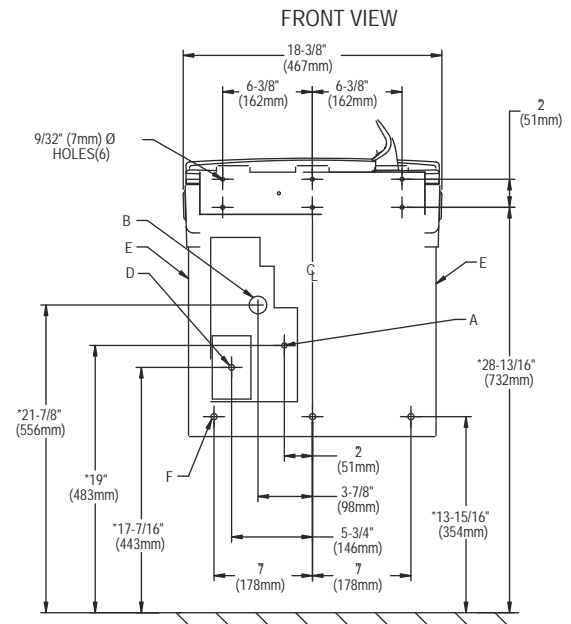 FRONT VIEW
18-3/8"
(467mm)
6-3/8"
(162mm)
6-3/8"
(162mm)
2"
(51mm)
9/32" (7mm) Ø
HOLES(6)
B
E
D
C
L
E
A
*28-13/16"
(732mm)
*21-7/8"
(556mm)
F
2"
(51mm)
*19"
(483mm)
3-7/8"
(98mm)
*13-15/16"
(354mm)
*17-7/16"
(443mm)
5-3/4"
(146mm)
7"
(178mm)
7"
(178mm)